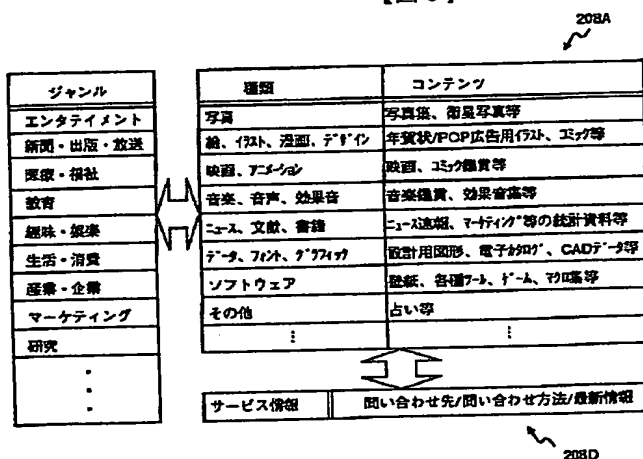 208A
ジャンル
エンタテイメント
新聞・出版・放送
医療・福祉
教育
趣味・娯楽
生活・消費
産業・企業
マーケティング
研究
種類 コンテンツ
写真 写真集、衛星写真等
絵、イラスト、漫画、デザイン 年賀状/POP広告用イラスト、コミック等
映画、アニメーション 映画、コミック鑑賞等
音楽、音声、効果音 音楽鑑賞、効果音集等
ニュース、文献、書籍 ニュース速報、マーケティング等の統計資料等
データ、フォント、グラフィック 設計用図形、電子カタログ、CADデータ等
ソフトウェア 壁紙、各種ツール、ゲーム、マクロ集等
その他 占い等
サービス情報 問い合わせ先/問い合わせ方法/最新情報
208D